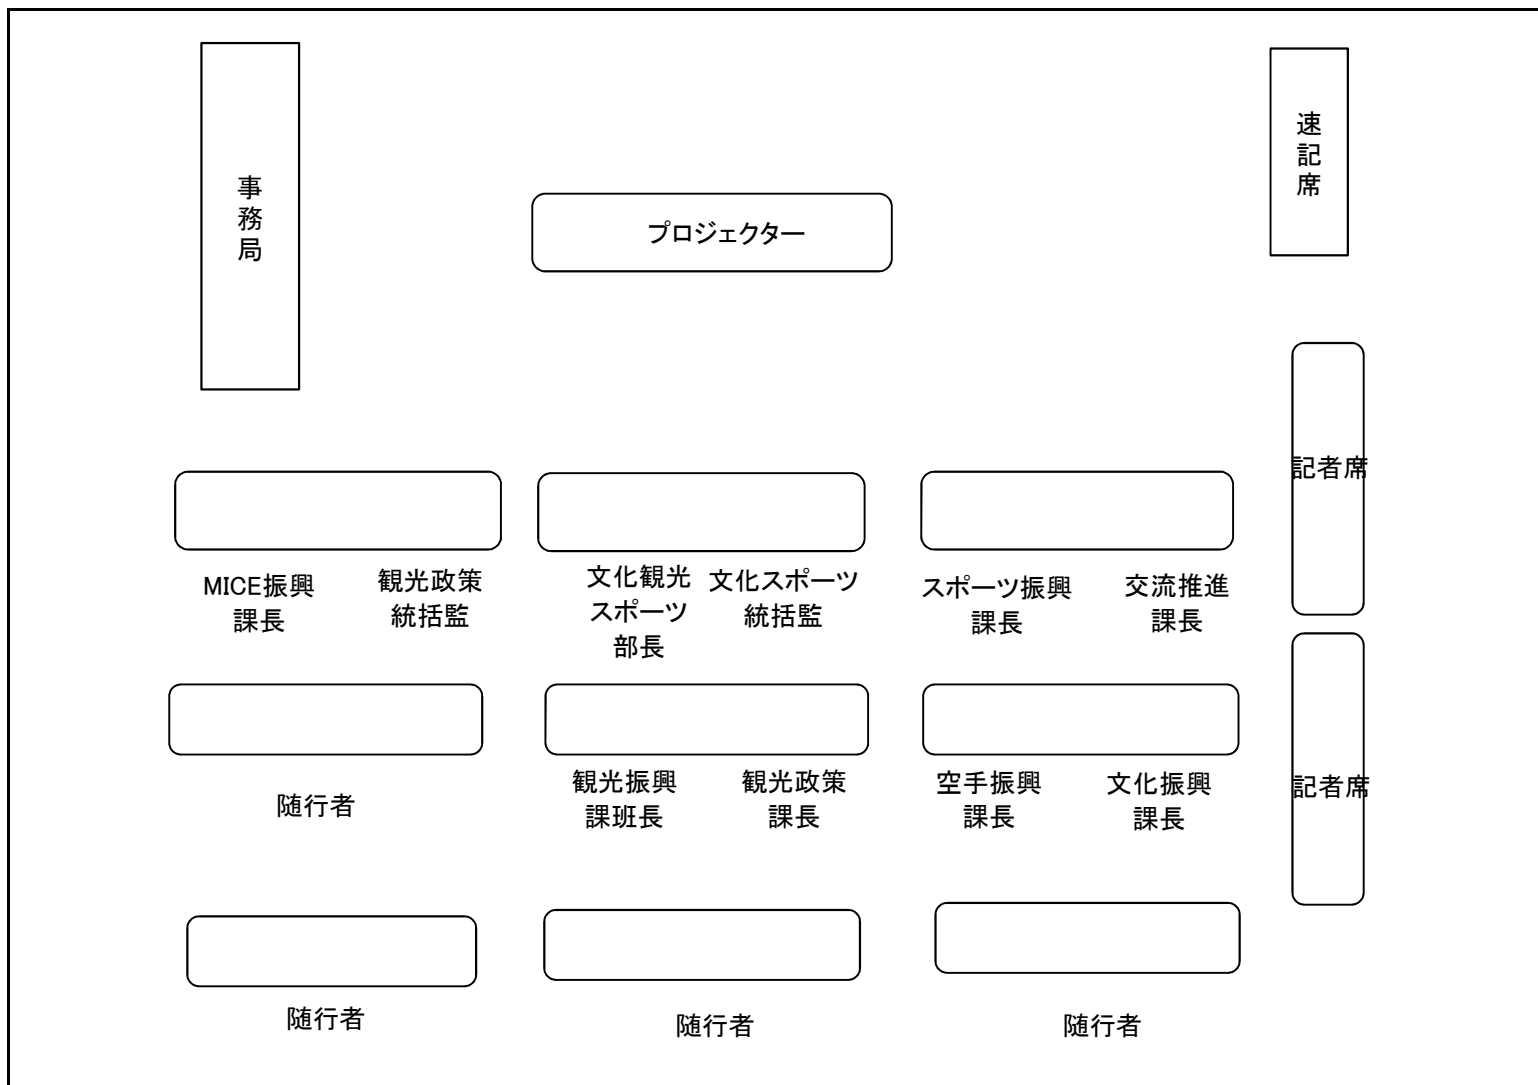 事務局
速記席
プロジェクター
記者席
MICE振興
課長
観光政策
統括監
文化観光
スポーツ
部長
文化スポーツ
統括監
スポーツ振興
課長
交流推進
課長
随行者
観光振興
課班長
観光政策
課長
空手振興
課長
文化振興
課長
記者席
随行者
随行者
随行者